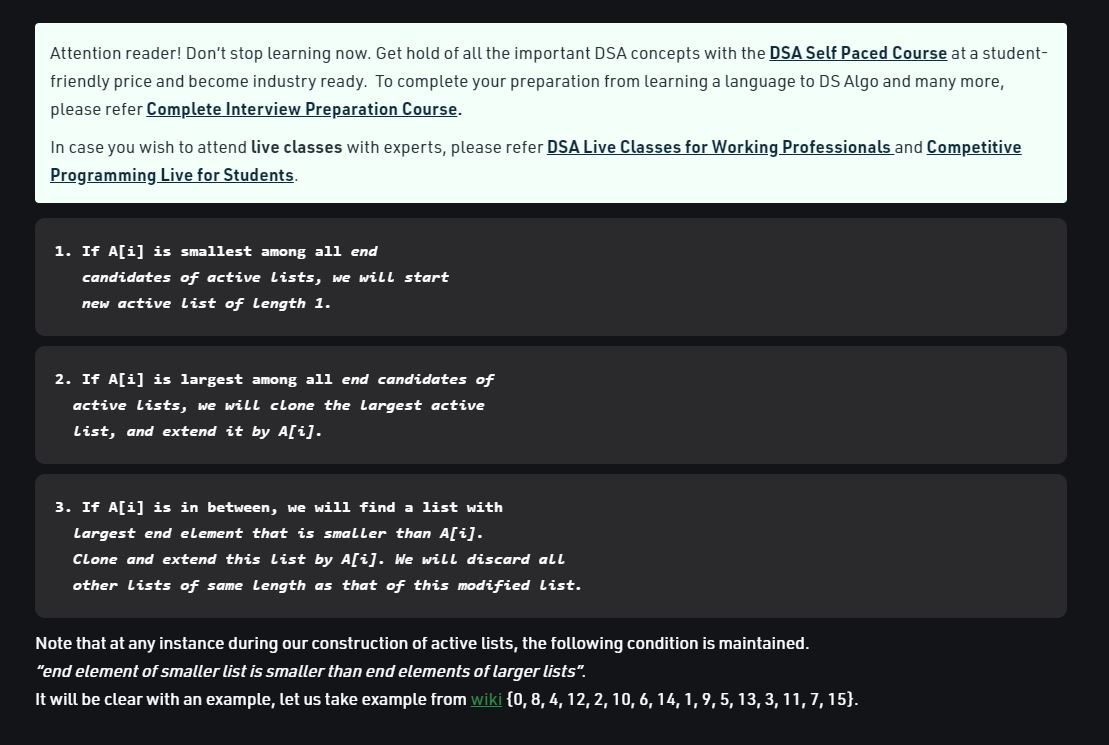 Attention reader! Don't stop learning now. Get hold of all the important DSA concepts with the DSA Self Paced Course at a student-
friendly price and become industry ready.  To complete your preparation from learning a language to DS Algo and many more,
please refer Complete Interview Preparation Course.
In case you wish to attend live classes with experts, please refer DSA Live Classes for Working Professionals and Competitive
Programming Live for Students.
1. If A[i] is smallest among all end
candidates of active lists, we will start
new active list of length 1.
2. If A[i] is largest among all end candidates of
active lists, we will clone the largest active
list, and extend it by A[i].
3. If A[i] is in between, we will find a list with
largest end element that is smaller than A[i].
Clone and extend this list by A[i]. We will discard all
other lists of same length as that of this modified list.
Note that at any instance during our construction of active lists, the following condition is maintained.
“end element of smaller list is smaller than end elements of larger lists”.
It will be clear with an example, let us take example from wiki {0, 8, 4, 12, 2, 10, 6, 14, 1, 9, 5, 13, 3, 11, 7, 15}.